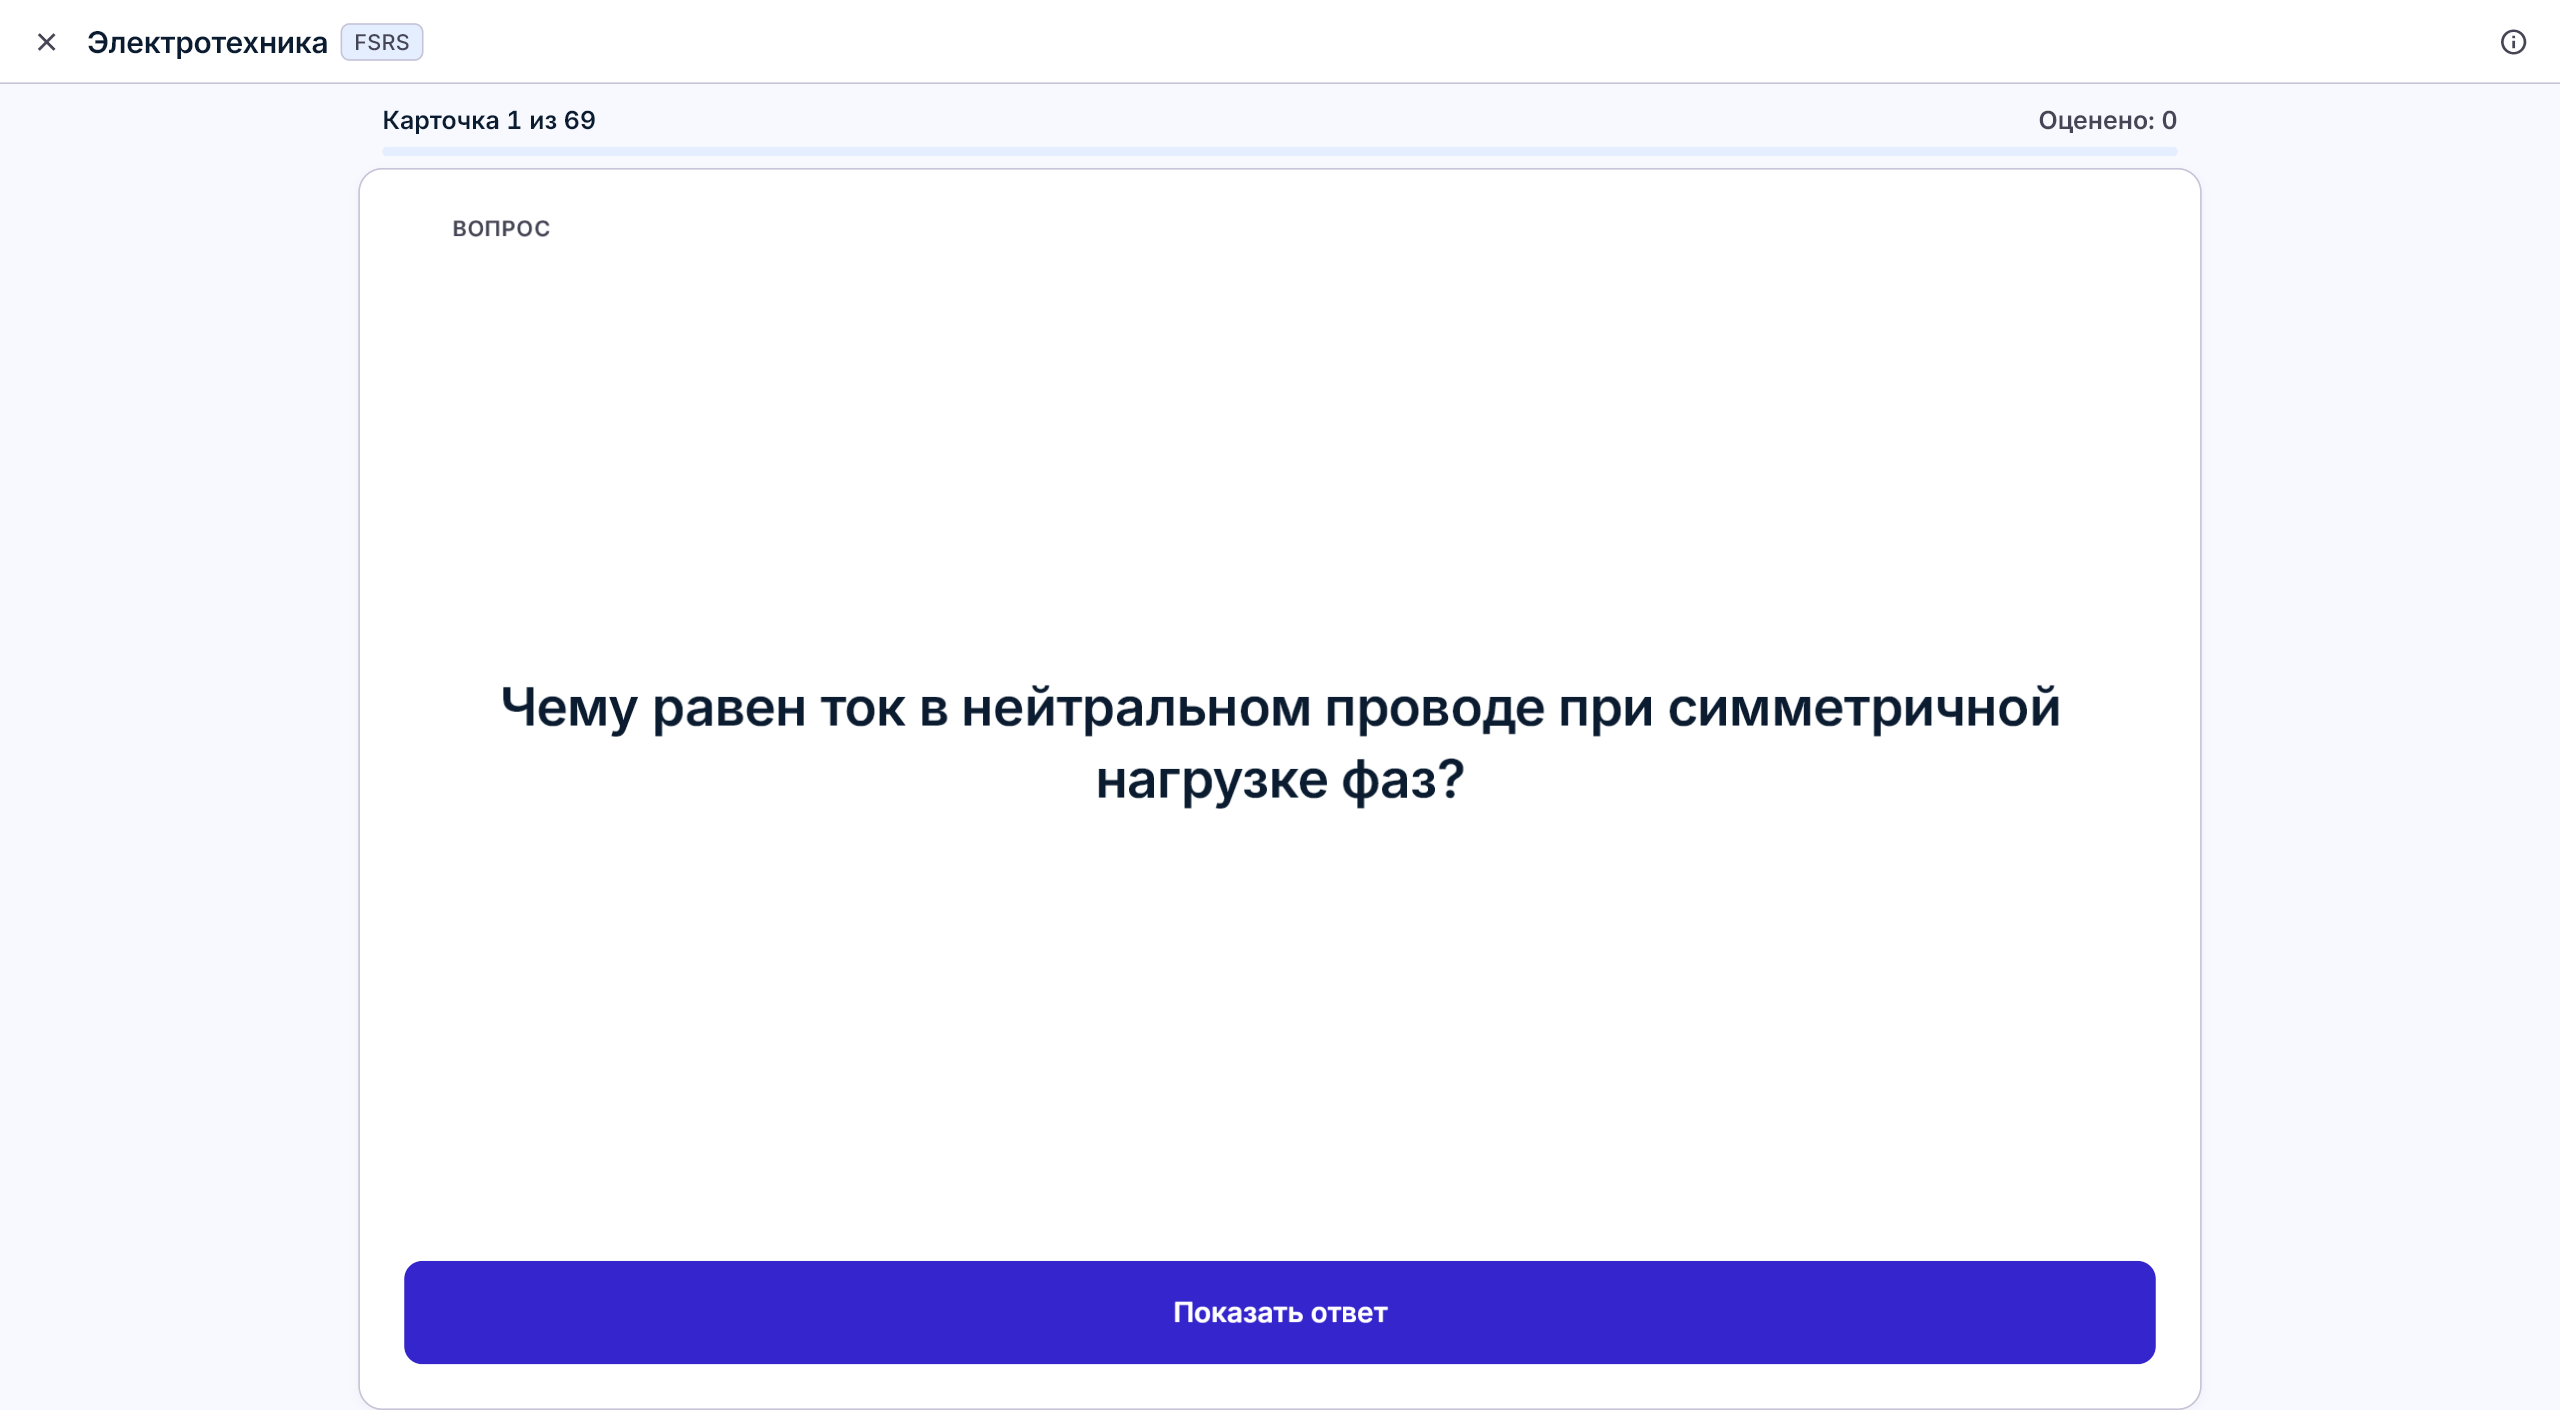 Электротехника FSRS
Карточка 1 из 69
Оценено: 0
ВОПРОС
Чему равен ток в нейтральном проводе при симметричной
нагрузке фаз?
Показать ответ